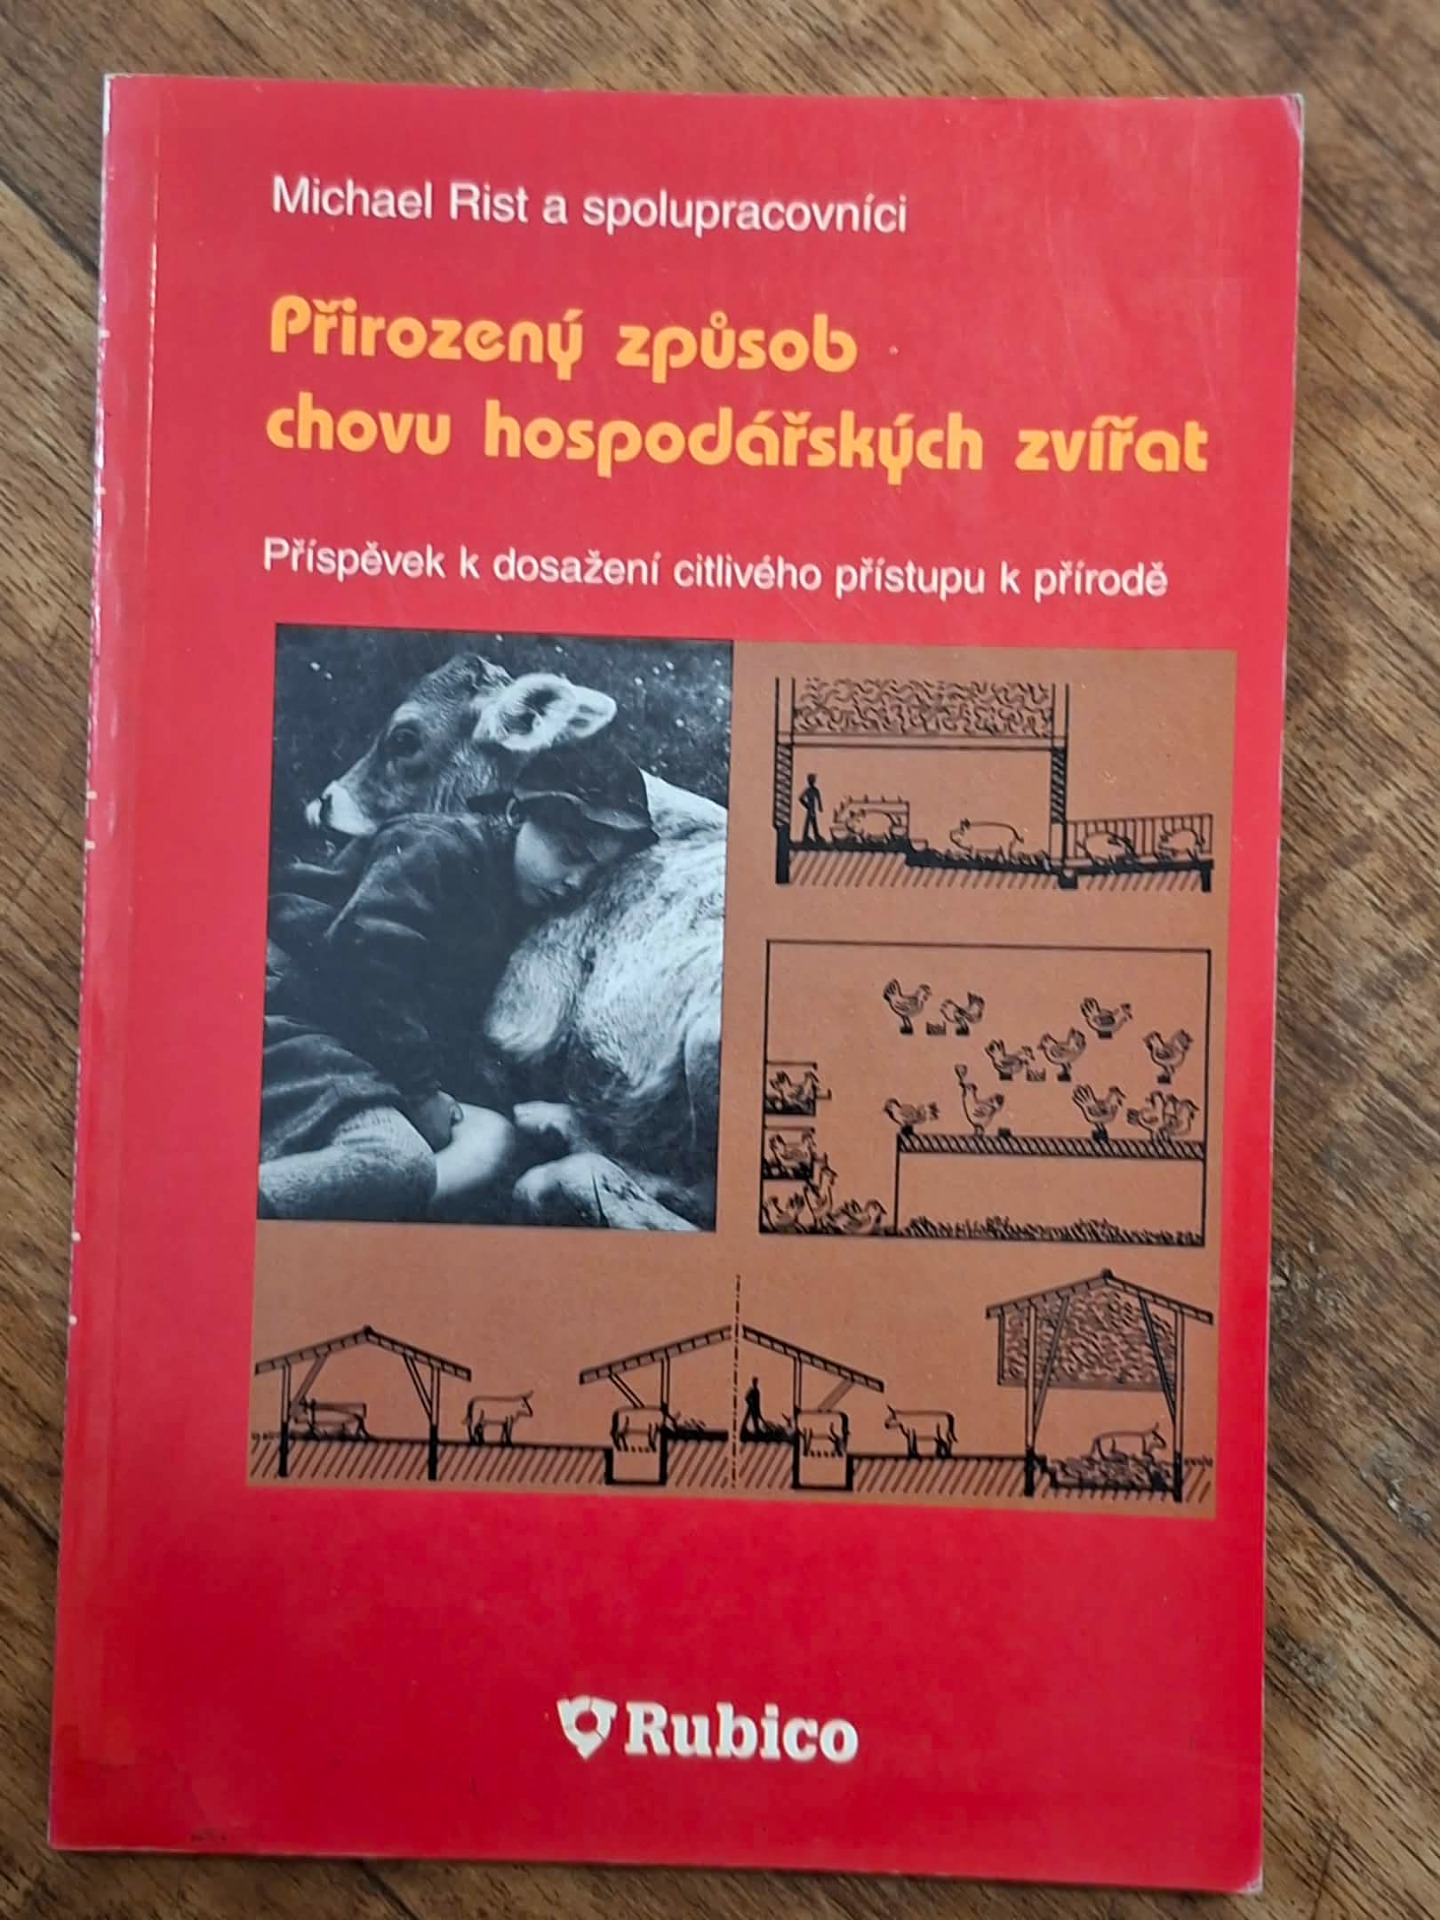 Michael Rist a spolupracovníci
Přirozený způsob
chovu hospodářských zvířat
Příspěvek k dosažení citlivého přístupu k přírodě
Rubico